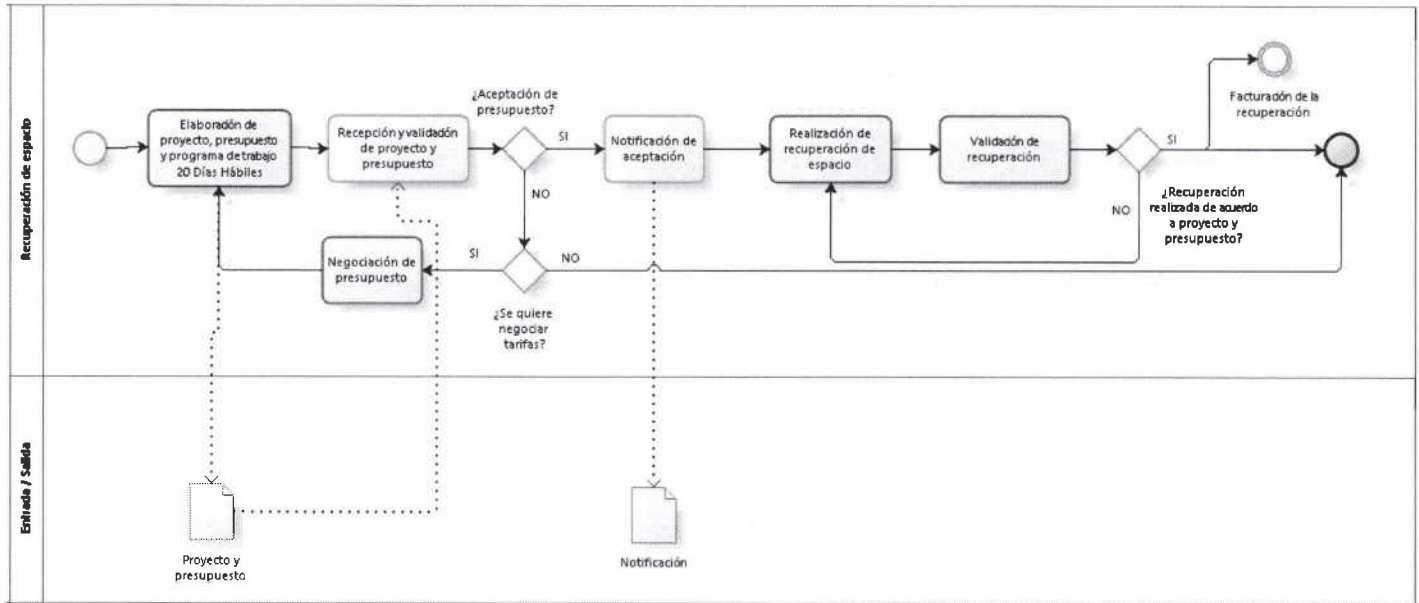 Recuperación de espacio
Elaboración de
proyecto, presupuesto
y programa de trabajo
20 Días Hábiles
Recepción y validación
de proyecto y
presupuesto
¿Aceptación de
presupuesto?
SI
NO
Notificación de
aceptación
Realización de
recuperación de
espacio
Validación de
recuperación
SI
NO
¿Recuperación
realizada de acuerdo
a proyecto y
presupuesto?
Facturación de la
recuperación
Negociación de
presupuesto
SI
NO
¿Se quiere
negociar
tarifas?
Entrada / Salida
Proyecto y
presupuesto
Notificación